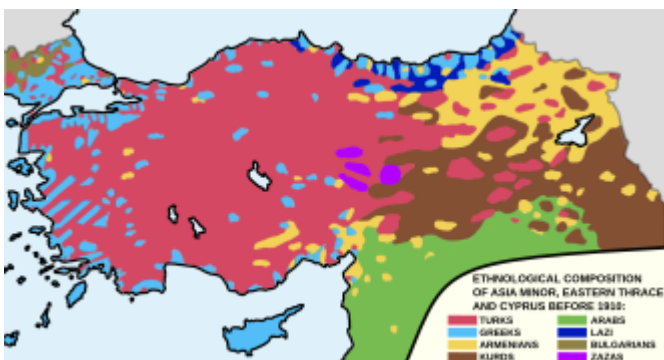 ETHNOLOGICAL COMPOSITION
OF ASIA MINOR, EASTERN THRACE
AND CYPRUS BEFORE 1910:
TURKS
GREEKS
ARMENIANS
KURDS
ARABS
LAZI
BULGARIANS
ZAZAS